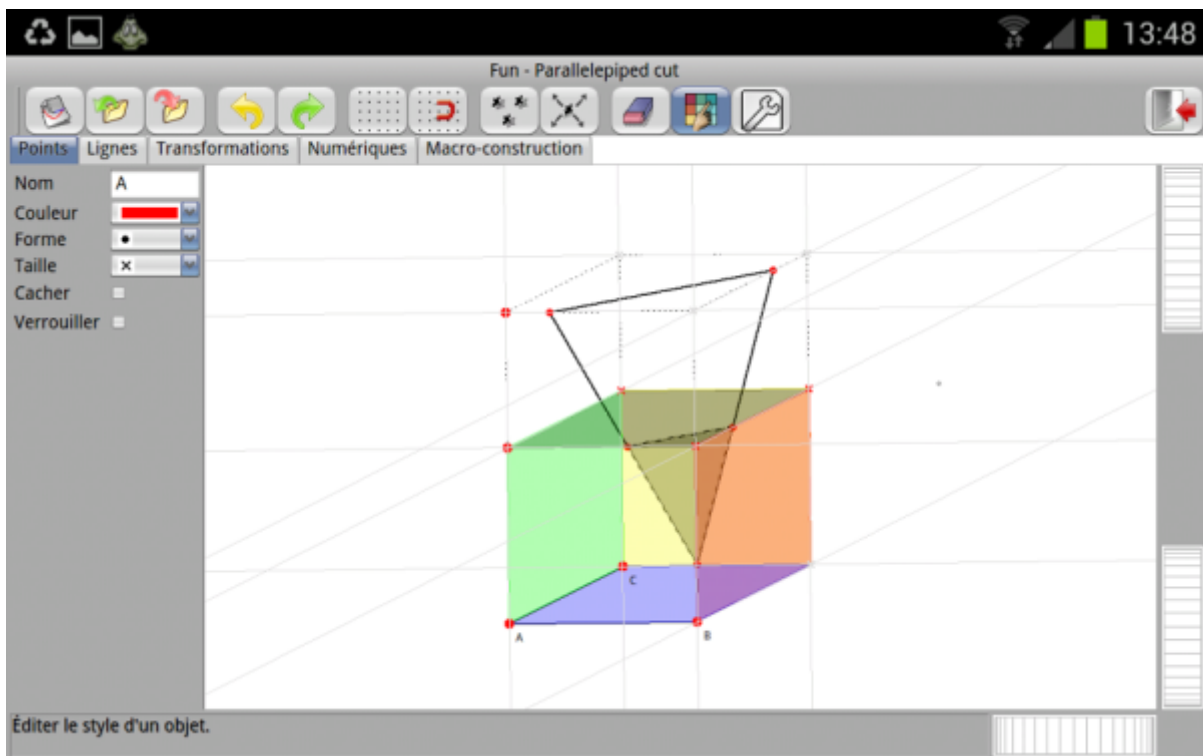 13:48
Fun - Parallelepiped cut
Points Lignes Transformations Numériques Macro-construction
Nom A
Couleur
Forme
Taille
Cacher
Verrouiller
C
A B
Éditer le style d'un objet.